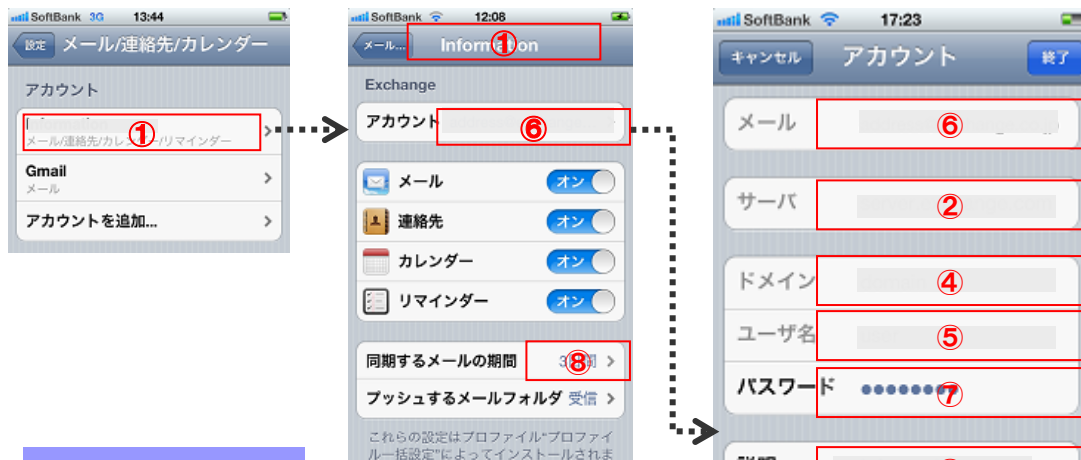 SoftBank 3G 13:44
設定 メール/連絡先/カレンダー
アカウント
①
メール/連絡先/カレンダー/リマインダー
Gmail
メール
アカウントを追加...
SoftBank 12:08
メール... Information
①
Exchange
アカウント ⑥
メール オン
連絡先 オン
カレンダー オン
リマインダー オン
同期するメールの期間 ⑧
プッシュするメールフォルダ 受信
これらの設定はプロファイル“プロファイ
ル一括設定”によってインストールされま
SoftBank 17:23
キャンセル アカウント 終了
メール ⑥
サーバ ②
ドメイン ④
ユーザ名 ⑤
パスワード ●●●●●●●● ⑦